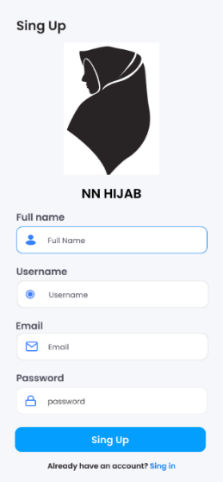 Sing Up
NN HIJAB
Full name
Full Name
Username
Username
Email
Email
Password
password
Sing Up
Already have an account? Sing in